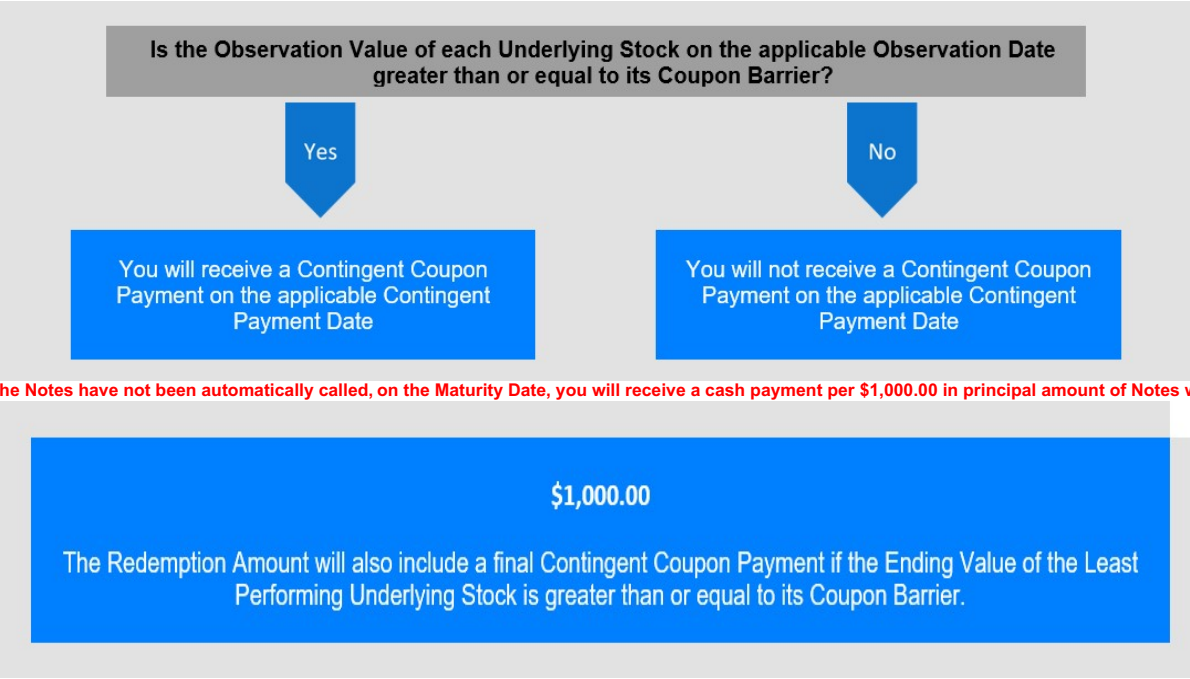 Is the Observation Value of each Underlying Stock on the applicable Observation Date
greater than or equal to its Coupon Barrier?
Yes
No
You will receive a Contingent Coupon
Payment on the applicable Contingent
Payment Date
You will not receive a Contingent Coupon
Payment on the applicable Contingent
Payment Date
he Notes have not been automatically called, on the Maturity Date, you will receive a cash payment per $1,000.00 in principal amount of Notes
$1,000.00
The Redemption Amount will also include a final Contingent Coupon Payment if the Ending Value of the Least
Performing Underlying Stock is greater than or equal to its Coupon Barrier.